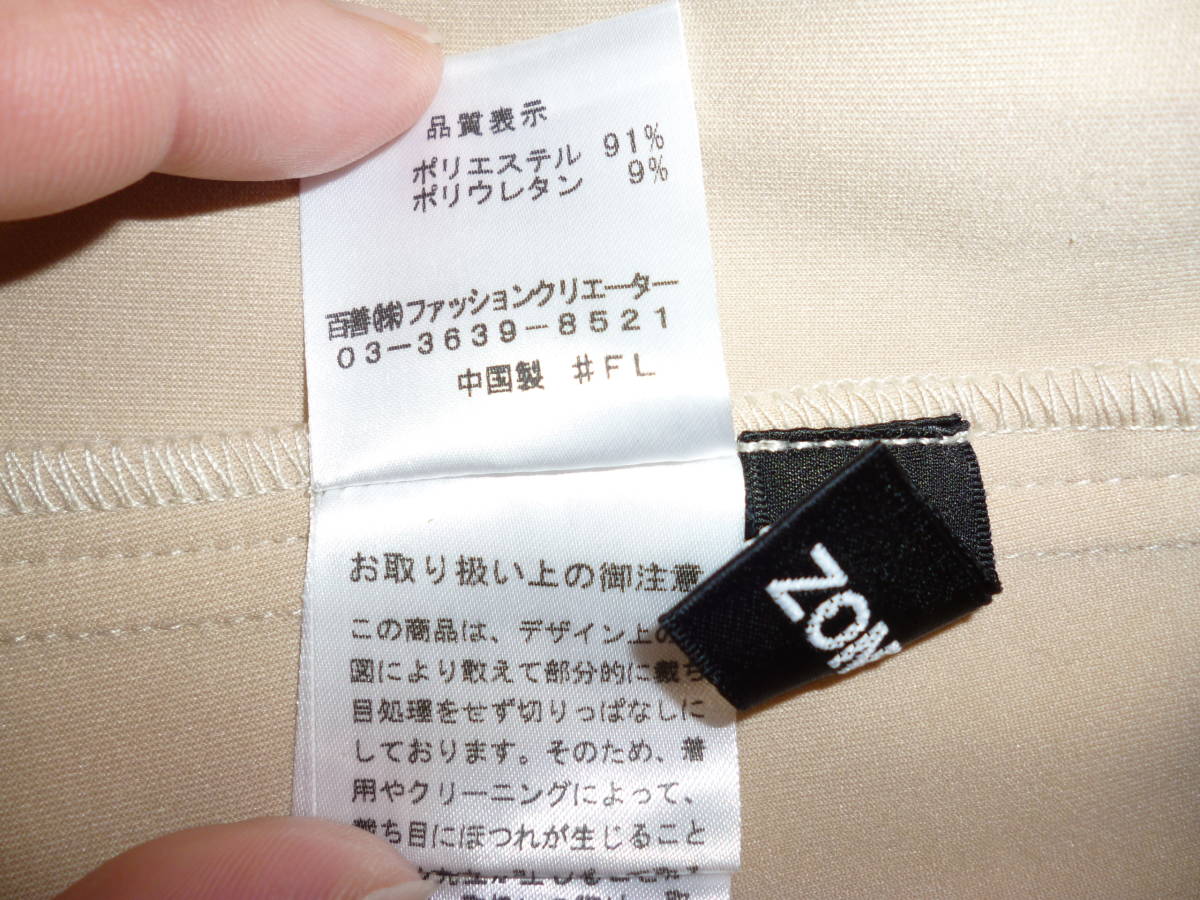 品質表示
ポリエステル 91%
ポリウレタン 9%
百善㈱ファッションクリエーター
03-3639-8521
中国製 #FL
お取り扱い上の御注意
この商品は、デザイン上の
図により敢えて部分的に裁ち
目処理をせず切りっぱなしに
しております。そのため、着
用やクリーニングによって、
裁ち目にほつれが生じること
ZOW